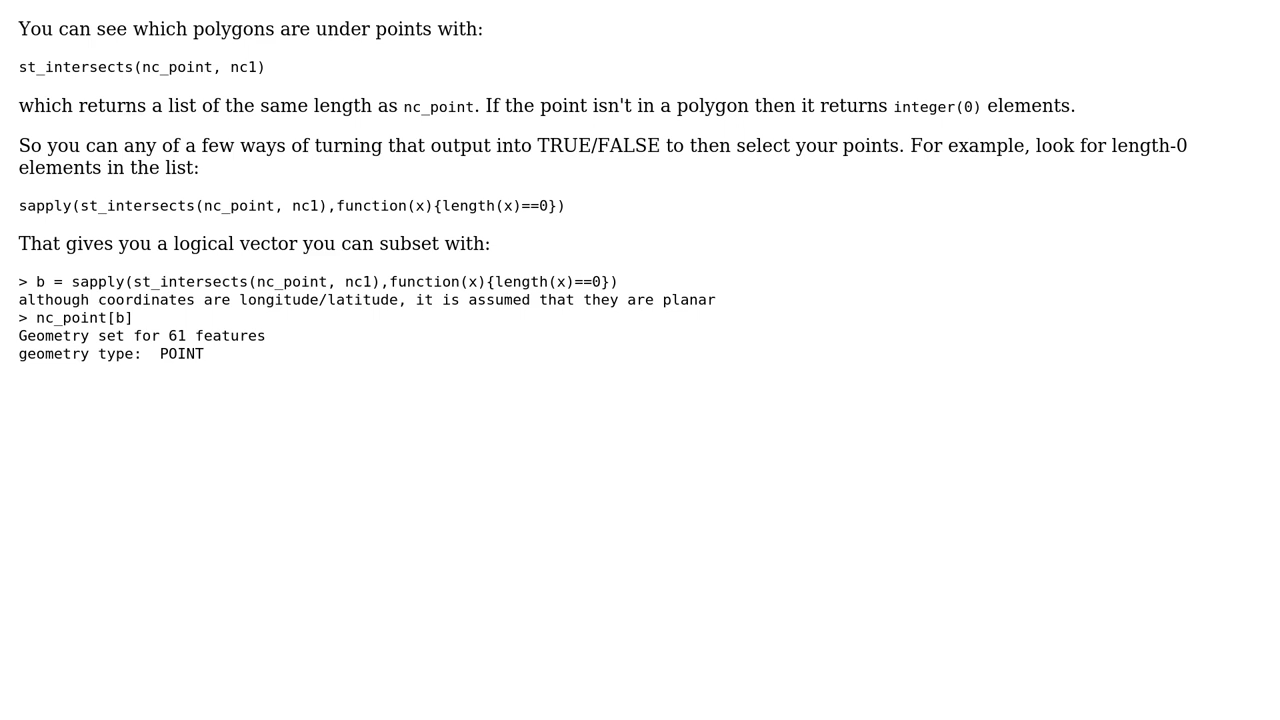 You can see which polygons are under points with:
st_intersects(nc_point, nc1)
which returns a list of the same length as nc_point. If the point isn't in a polygon then it returns integer(0) elements.
So you can any of a few ways of turning that output into TRUE/FALSE to then select your points. For example, look for length-0
elements in the list:
sapply(st_intersects(nc_point, nc1),function(x){length(x)==0})
That gives you a logical vector you can subset with:
> b = sapply(st_intersects(nc_point, nc1),function(x){length(x)==0})
although coordinates are longitude/latitude, it is assumed that they are planar
> nc_point[b]
Geometry set for 61 features
geometry type:  POINT